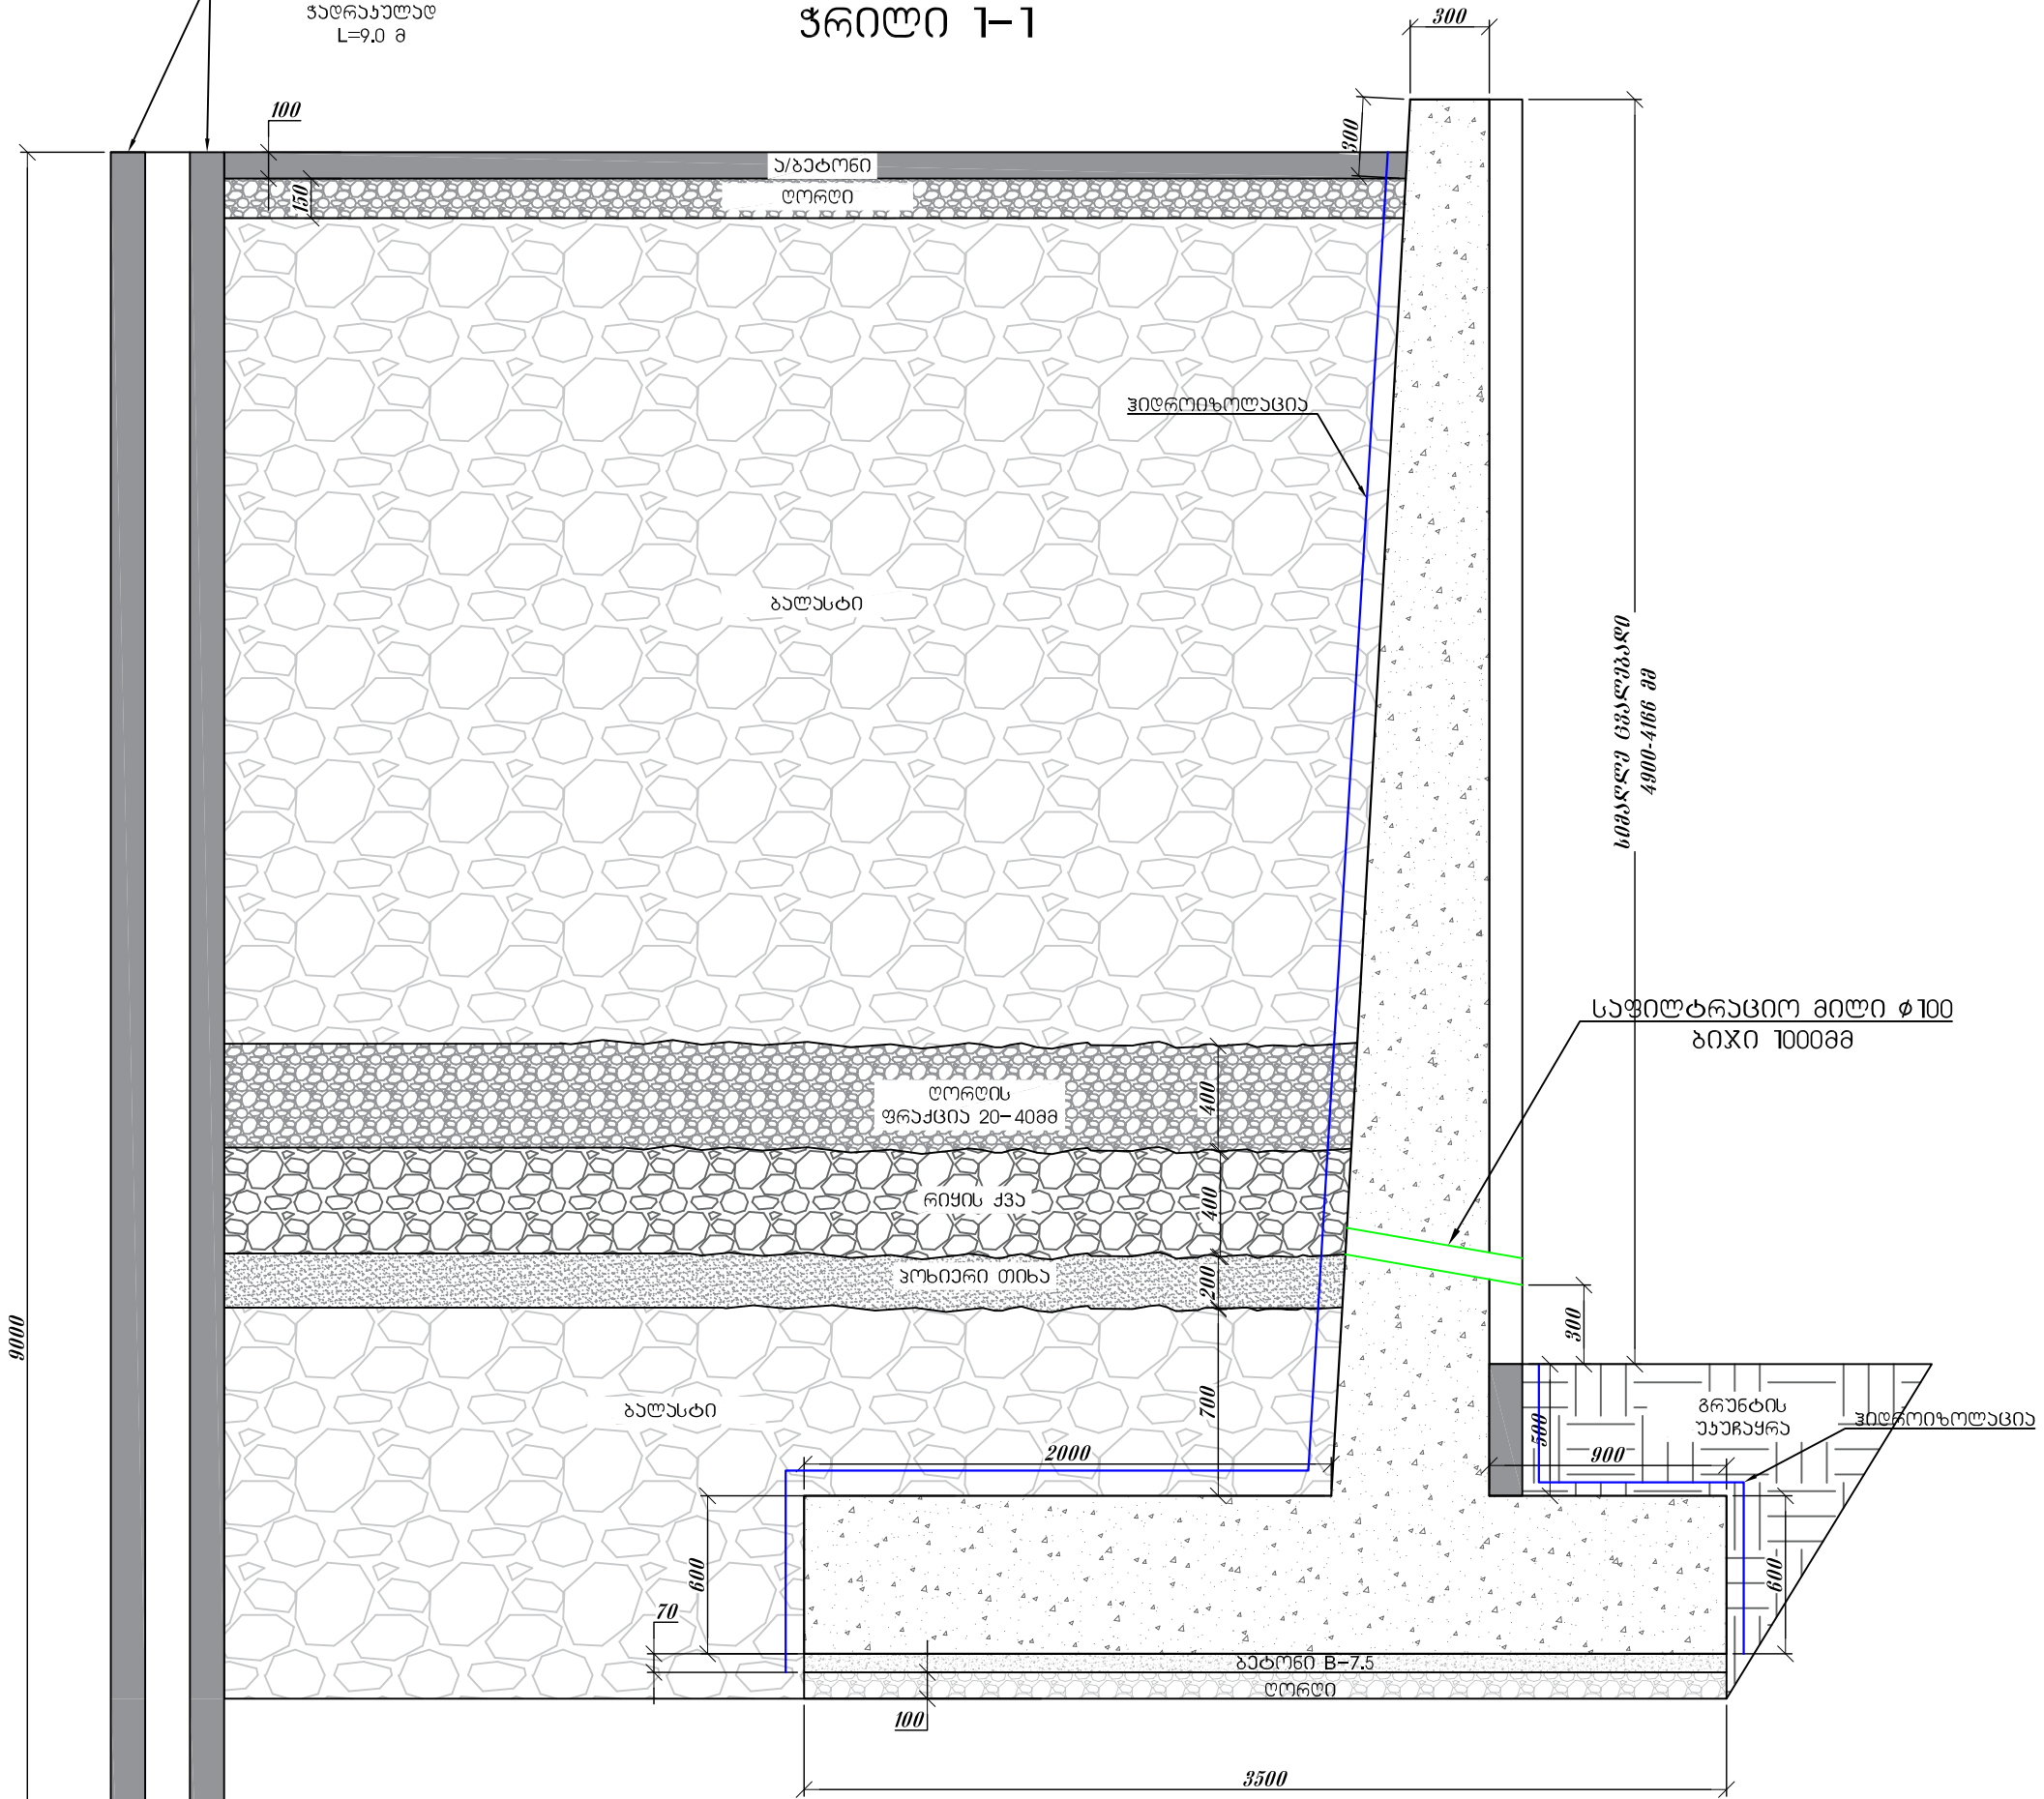 ჭადრაკულად
L=9.0 მ
ჭრილი 1-1
300
100
300
ა/ბეტონი
150
ღორღი
ჰიდროიზოლაცია
ბალასტი
სიმაღლე ცვალებადი
4900-4166 მმ
საფილტრაციო მილი ϕ100
ბიჯი 1000მმ
ღორღის
ფრაქცია 20-40მმ
400
რიყის ქვა
400
პოხიერი თიხა
200
300
9000
ბალასტი
700
გრუნტის
უკუჩაყრა
ჰიდროიზოლაცია
500
2000
900
600
600
70
ბეტონი B-7.5
ღორღი
100
3500